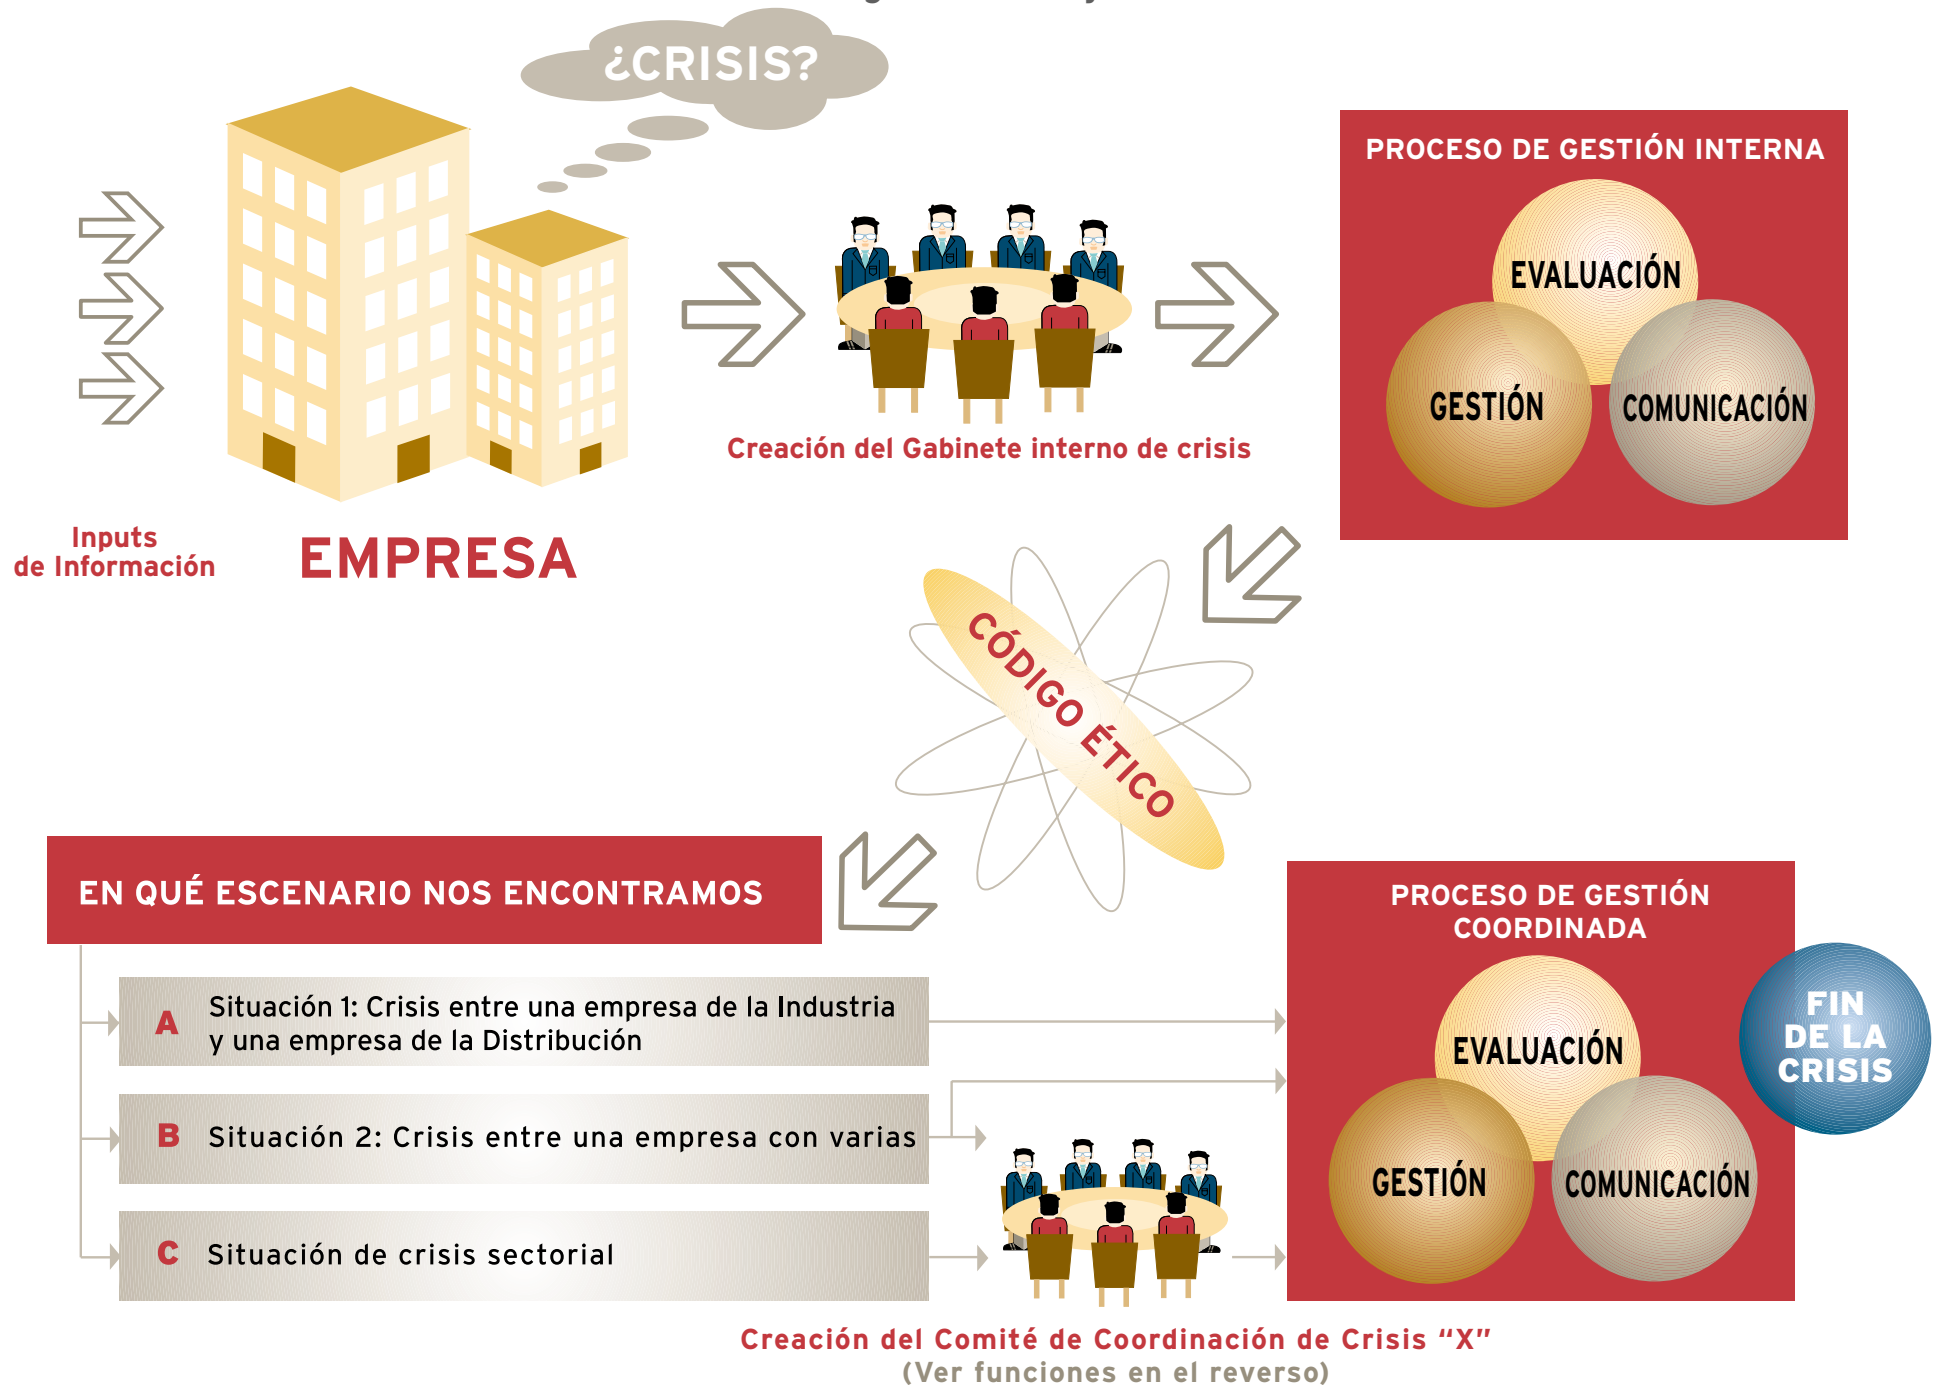 ¿CRISIS?
PROCESO DE GESTIÓN INTERNA
EVALUACIÓN
GESTIÓN
COMUNICACIÓN
Creación del Gabinete interno de crisis
Inputs
de Información
EMPRESA
CÓDIGO ÉTICO
EN QUÉ ESCENARIO NOS ENCONTRAMOS
A
Situación 1: Crisis entre una empresa de la Industria
y una empresa de la Distribución
B
Situación 2: Crisis entre una empresa con varias
C
Situación de crisis sectorial
PROCESO DE GESTIÓN
COORDINADA
EVALUACIÓN
GESTIÓN
COMUNICACIÓN
FIN
DE LA
CRISIS
Creación del Comité de Coordinación de Crisis “X”
(Ver funciones en el reverso)